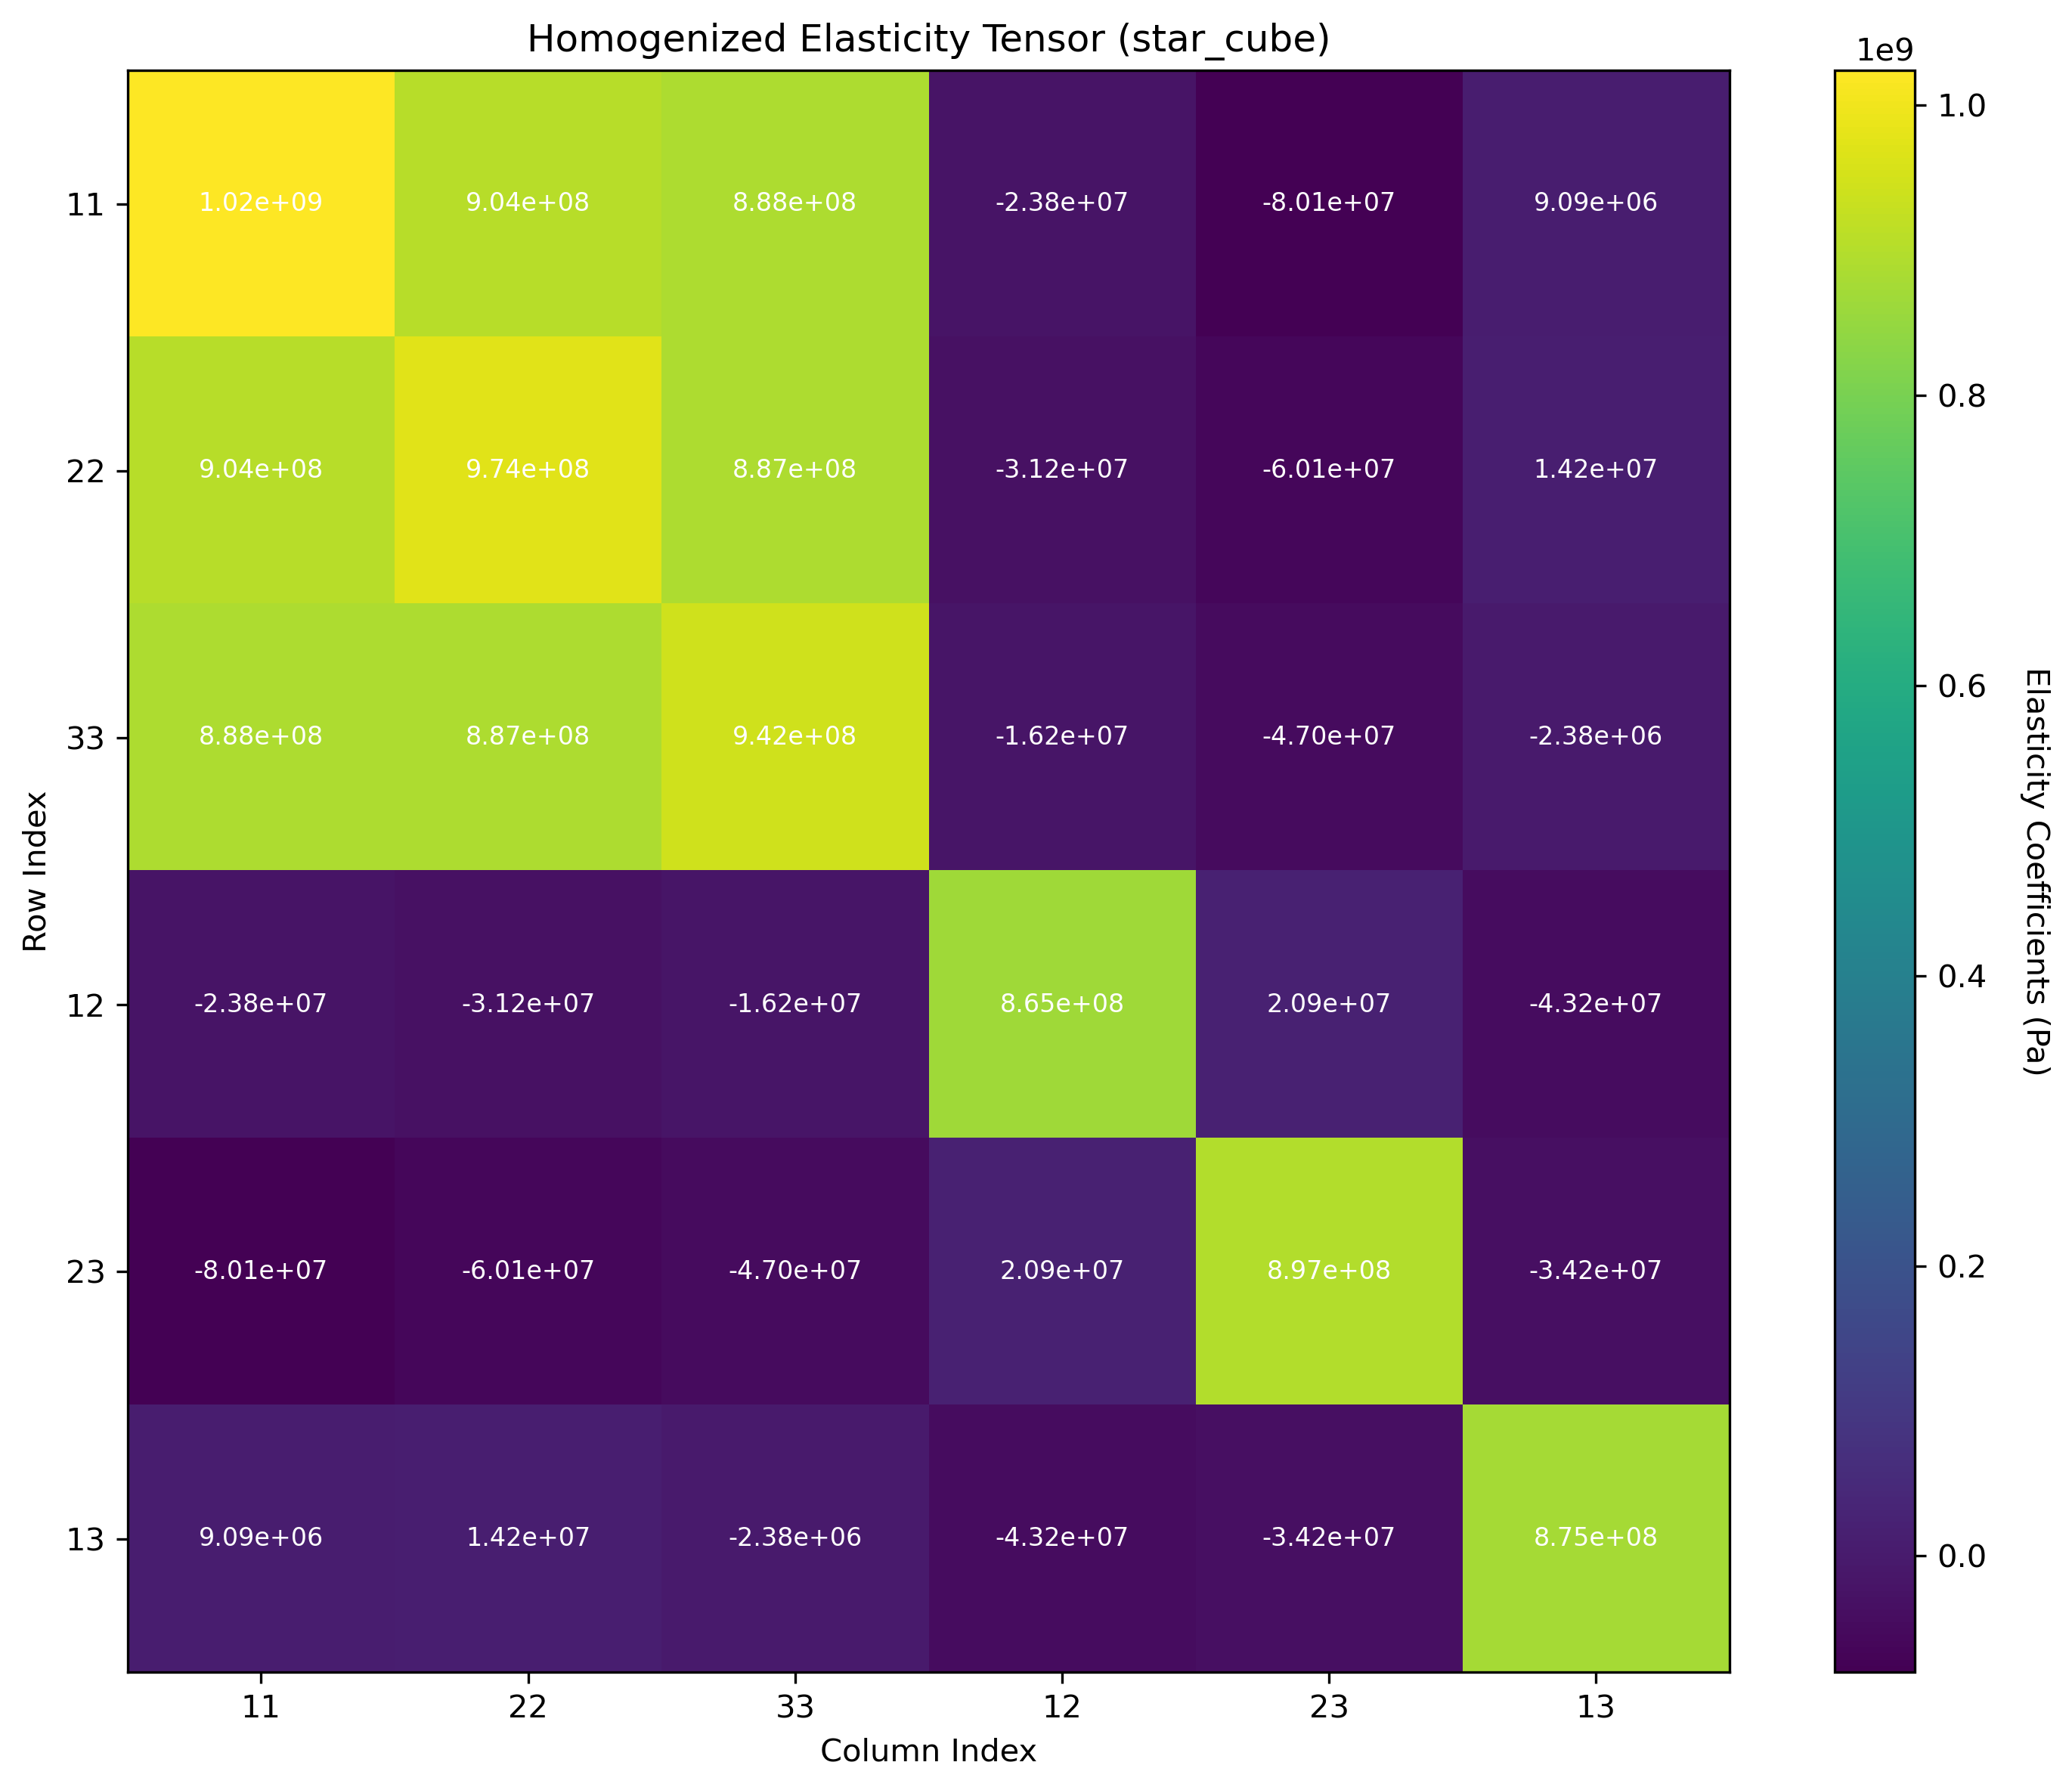 Homogenized Elasticity Tensor (star_cube)
1e9
11 1.02e+09 9.04e+08 8.88e+08 -2.38e+07 -8.01e+07 9.09e+06
22 9.04e+08 9.74e+08 8.87e+08 -3.12e+07 -6.01e+07 1.42e+07
33 8.88e+08 8.87e+08 9.42e+08 -1.62e+07 -4.70e+07 -2.38e+06
12 -2.38e+07 -3.12e+07 -1.62e+07 8.65e+08 2.09e+07 -4.32e+07
23 -8.01e+07 -6.01e+07 -4.70e+07 2.09e+07 8.97e+08 -3.42e+07
13 9.09e+06 1.42e+07 -2.38e+06 -4.32e+07 -3.42e+07 8.75e+08
11 22 33 12 23 13
Column Index
Row Index
1.0
0.8
0.6
0.4
0.2
0.0
Elasticity Coefficients (Pa)